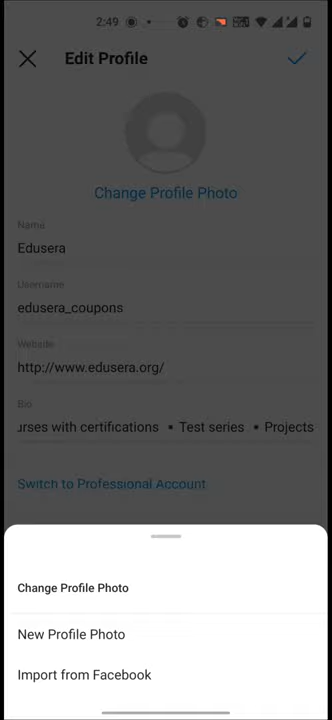 2:49
Edit Profile
Change Profile Photo
Name
Edusera
Username
edusera_coupons
Website
http://www.edusera.org/
Bio
urses with certifications ▪ Test series ▪ Projects
Switch to Professional Account
Change Profile Photo
New Profile Photo
Import from Facebook